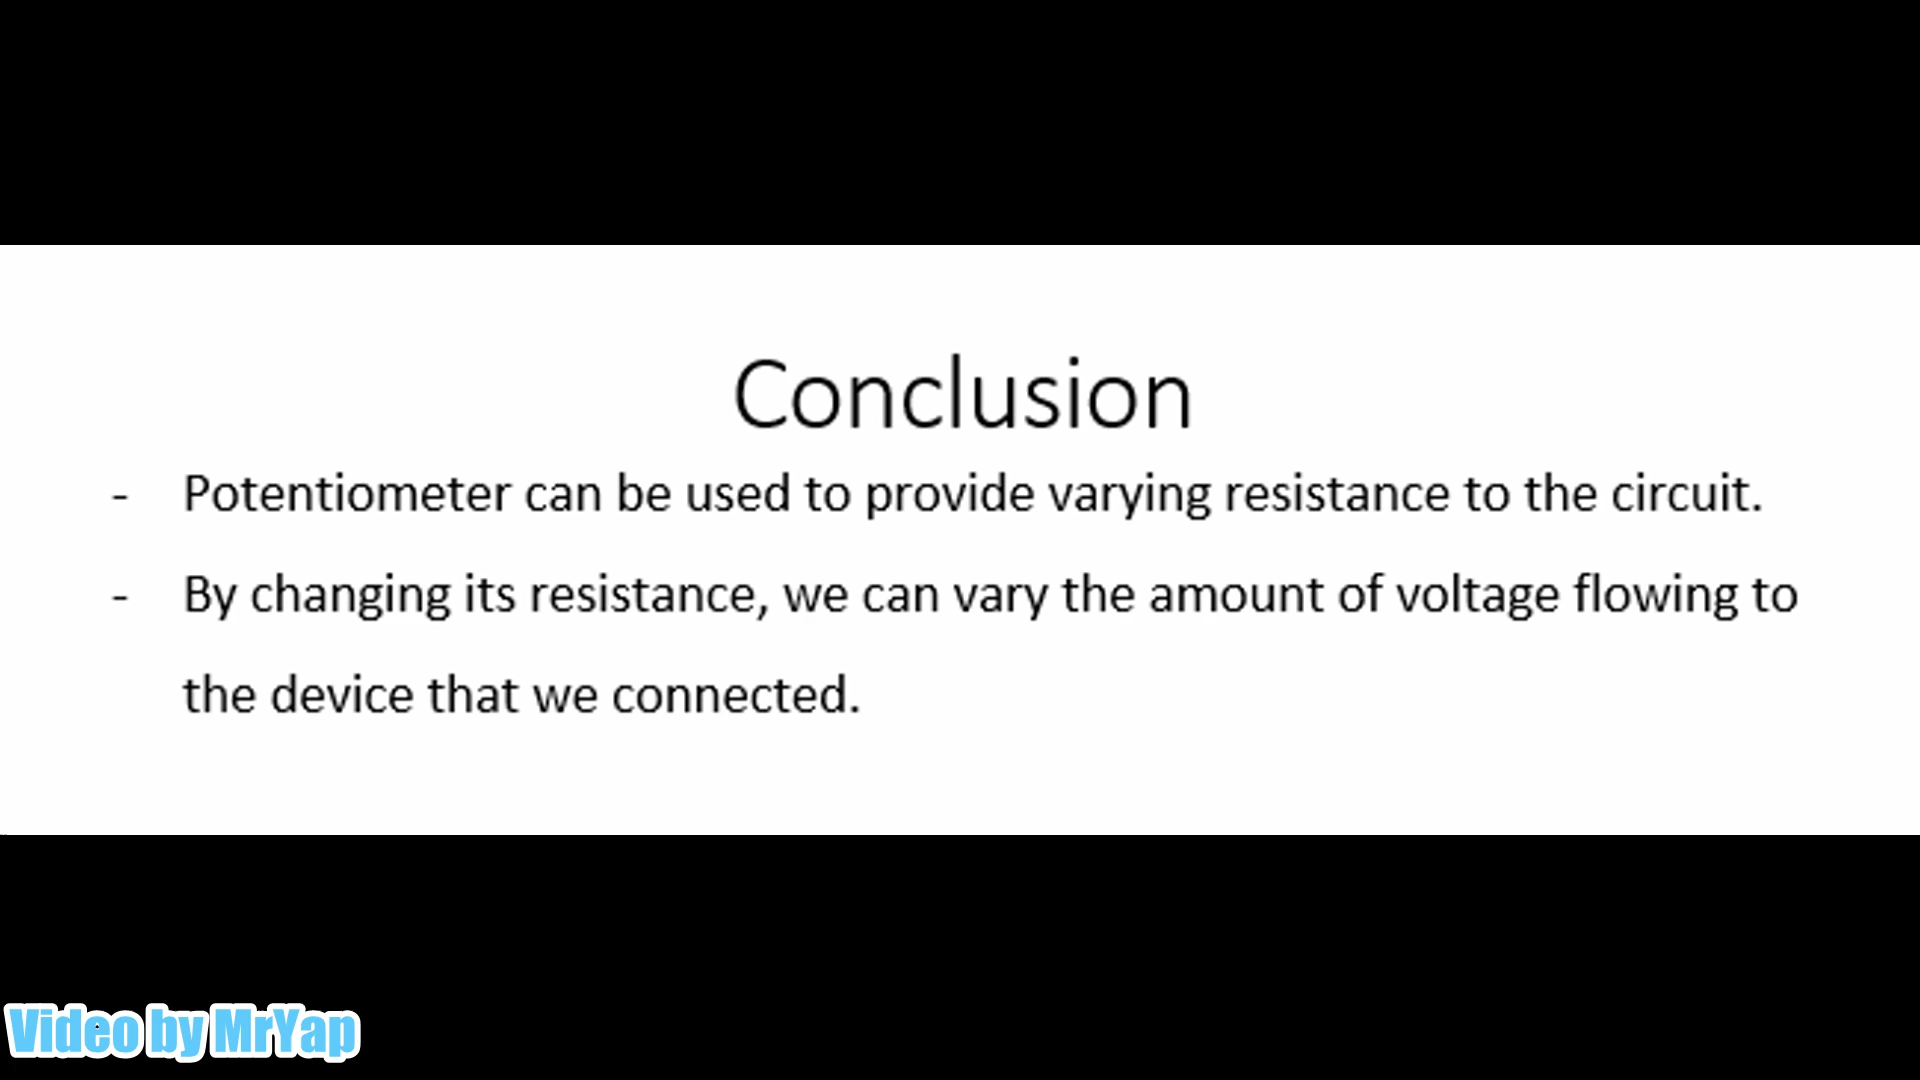 Conclusion
- Potentiometer can be used to provide varying resistance to the circuit.
- By changing its resistance, we can vary the amount of voltage flowing to
the device that we connected.
Video by MrYap